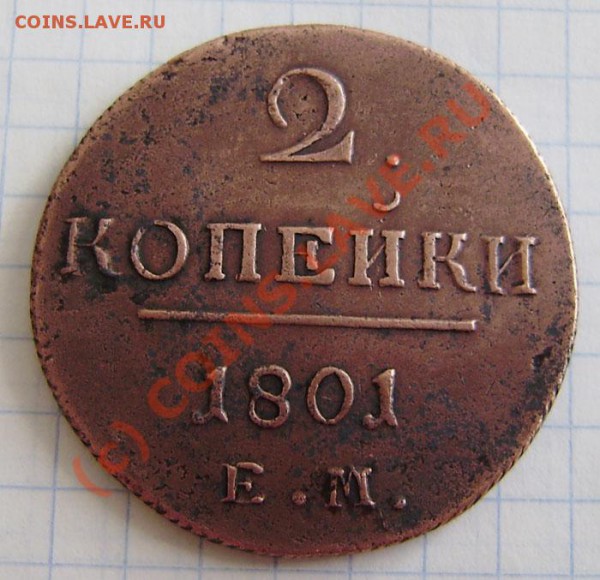 COINS.LAVE.RU
2
КОПЕЙКИ
1801
Е.М.
(c) COINS.LAVE.RU